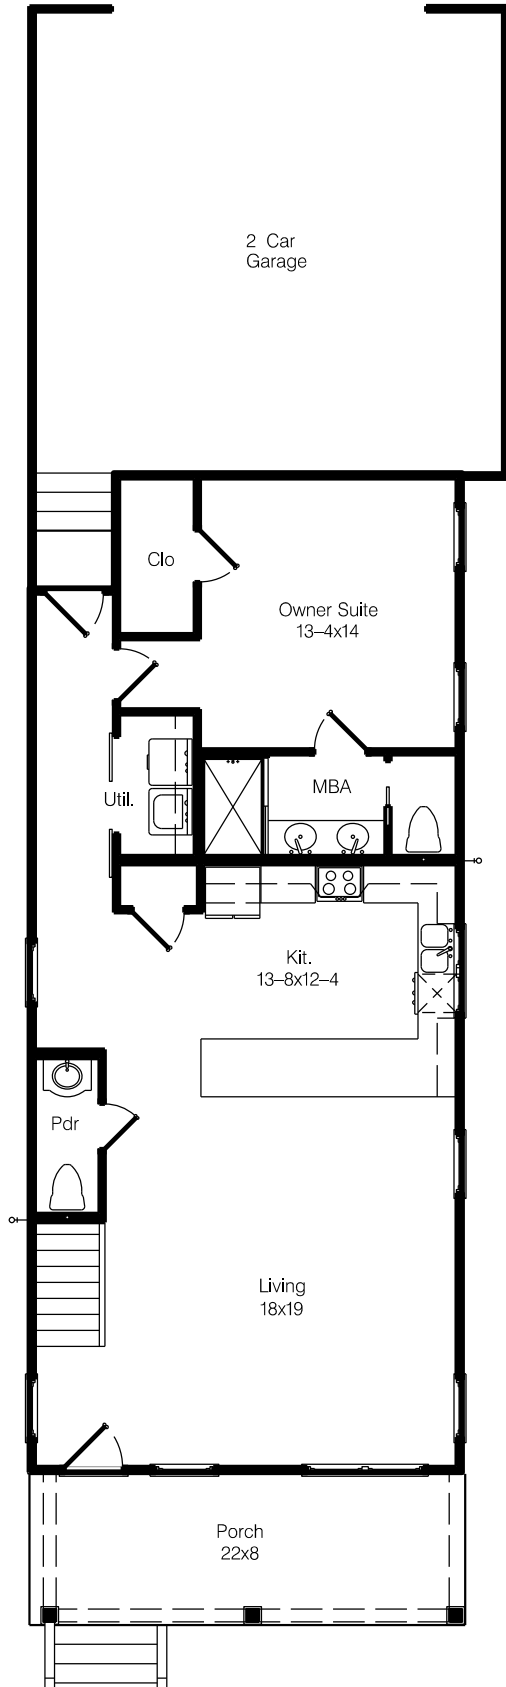 2 Car
Garage
Clo
Owner Suite
13–4x14
MBA
Util.
Kit.
13–8x12–4
Pdr
Living
18x19
Porch
22x8